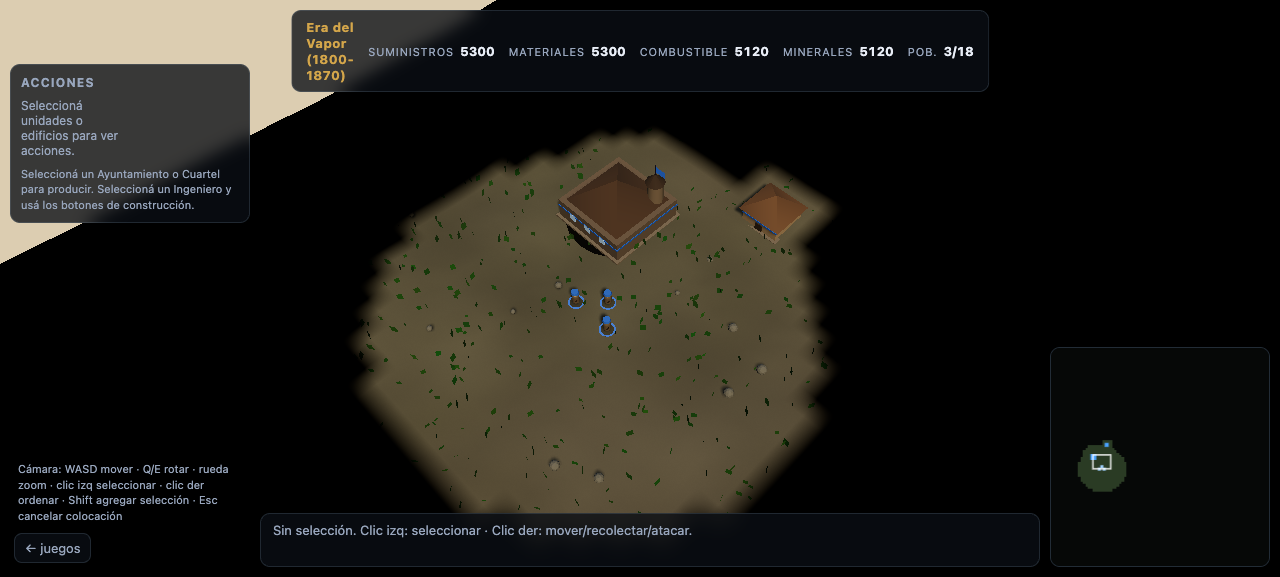 Era del
Vapor
(1800-
1870)
SUMINISTROS 5300 MATERIALES 5300 COMBUSTIBLE 5120 MINERALES 5120 POB. 3/18
ACCIONES
Seleccioná
unidades o
edificios para ver
acciones.
Seleccioná un Ayuntamiento o Cuartel
para producir. Seleccioná un Ingeniero y
usá los botones de construcción.
Cámara: WASD mover · Q/E rotar · rueda
zoom · clic izq seleccionar · clic der
ordenar · Shift agregar selección · Esc
cancelar colocación
← juegos
Sin selección. Clic izq: seleccionar · Clic der: mover/recolectar/atacar.